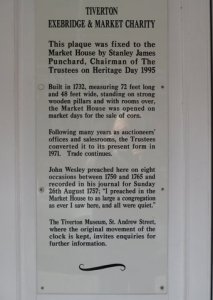 TIVERTON
EXEBRIDGE & MARKET CHARITY
This plaque was fixed to the
Market House by Stanley James
Punchard, Chairman of The
Trustees on Heritage Day 1995
Built in 1732, measuring 72 feet long
and 48 feet wide, standing on strong
wooden pillars and with rooms over,
the Market House was opened on
market days for the sale of corn.
Following many years as auctioneers'
offices and salesrooms, the Trustees
converted it to its present form in
1971. Trade continues.
John Wesley preached here on eight
occasions between 1750 and 1765 and
recorded in his journal for Sunday
26th August 1757; "I preached in the
Market House to as large a congregation
as ever I saw here, and all were quiet."
The Tiverton Museum, St. Andrew Street,
where the original movement of the
clock is kept, invites enquiries for
further information.